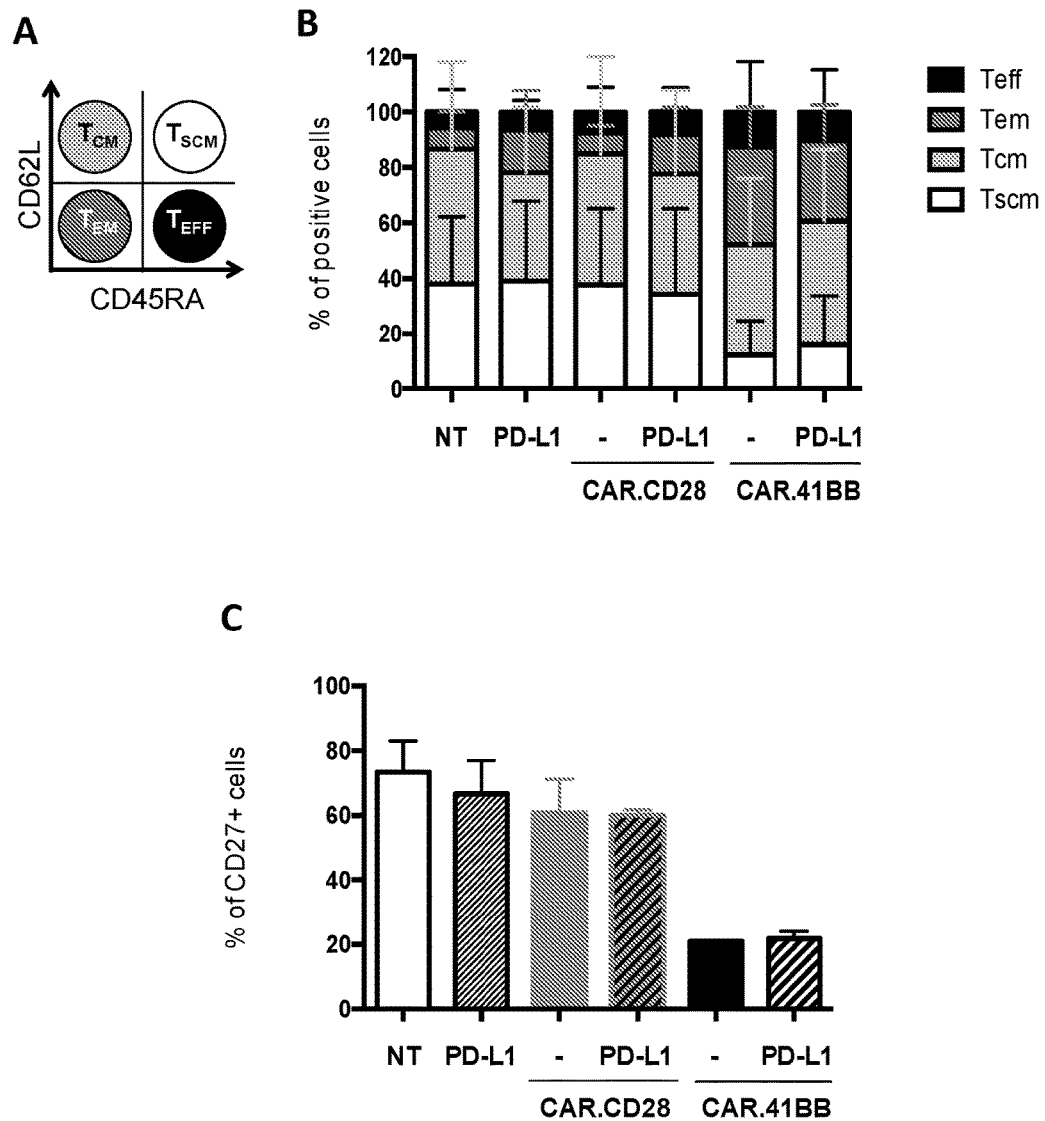 A
CD62L
TCM
TSCM
TEM
TEFF
CD45RA
B
% of positive cells
120
100
80
60
40
20
0
NT PD-L1 - PD-L1 - PD-L1
CAR.CD28 CAR.41BB
Teff
Tem
Tcm
Tscm
C
% of CD27+ cells
100
80
60
40
20
0
NT PD-L1 - PD-L1 - PD-L1
CAR.CD28 CAR.41BB